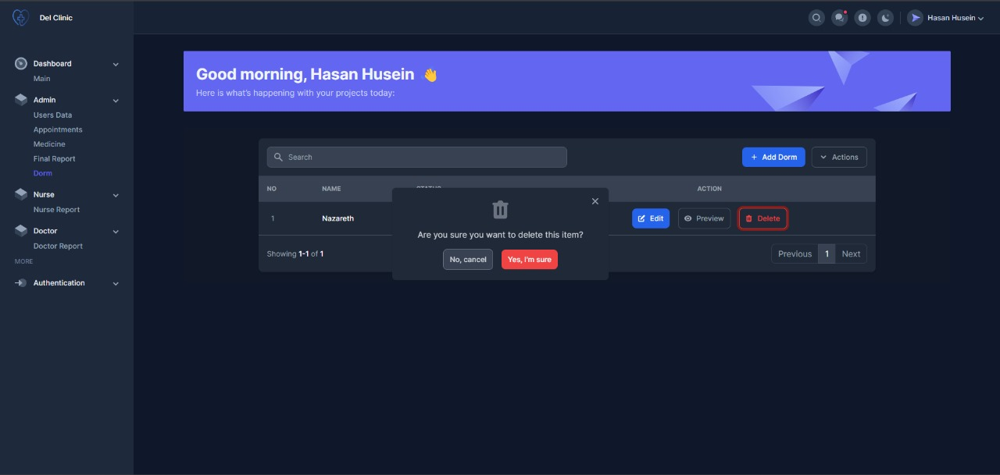 Del Clinic
Hasan Husein
Dashboard
Main
Admin
Users Data
Appointments
Medicine
Final Report
Dorm
Nurse
Nurse Report
Doctor
Doctor Report
MORE
Authentication
Good morning, Hasan Husein 👋
Here is what's happening with your projects today:
Search
+ Add Dorm
Actions
NO NAME STATUS ACTION
1 Nazareth Edit Preview Delete
Are you sure you want to delete this item?
No, cancel Yes, I'm sure
Showing 1-1 of 1
Previous 1 Next